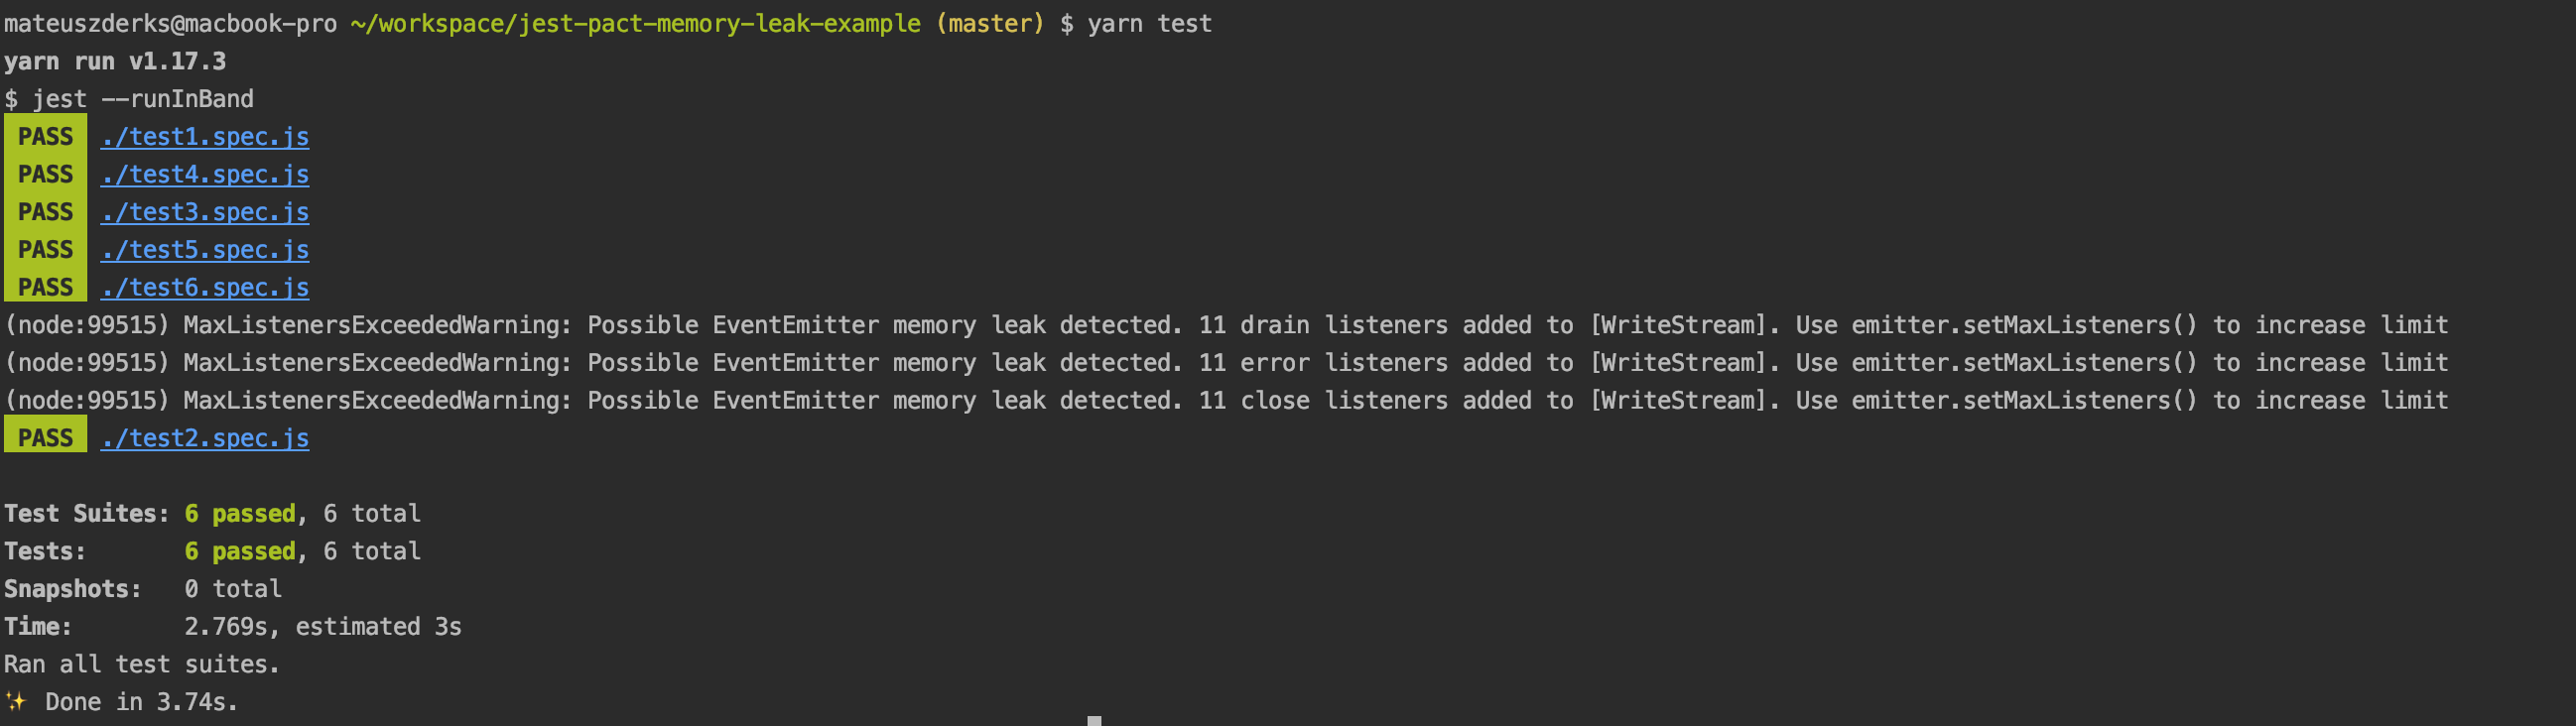 mateuszderks@macbook-pro ~/workspace/jest-pact-memory-leak-example (master) $ yarn test
yarn run v1.17.3
$ jest --runInBand
PASS ./test1.spec.js
PASS ./test4.spec.js
PASS ./test3.spec.js
PASS ./test5.spec.js
PASS ./test6.spec.js
(node:99515) MaxListenersExceededWarning: Possible EventEmitter memory leak detected. 11 drain listeners added to [WriteStream]. Use emitter.setMaxListeners() to increase limit
(node:99515) MaxListenersExceededWarning: Possible EventEmitter memory leak detected. 11 error listeners added to [WriteStream]. Use emitter.setMaxListeners() to increase limit
(node:99515) MaxListenersExceededWarning: Possible EventEmitter memory leak detected. 11 close listeners added to [WriteStream]. Use emitter.setMaxListeners() to increase limit
PASS ./test2.spec.js
Test Suites: 6 passed, 6 total
Tests: 6 passed, 6 total
Snapshots: 0 total
Time: 2.769s, estimated 3s
Ran all test suites.
✨ Done in 3.74s.